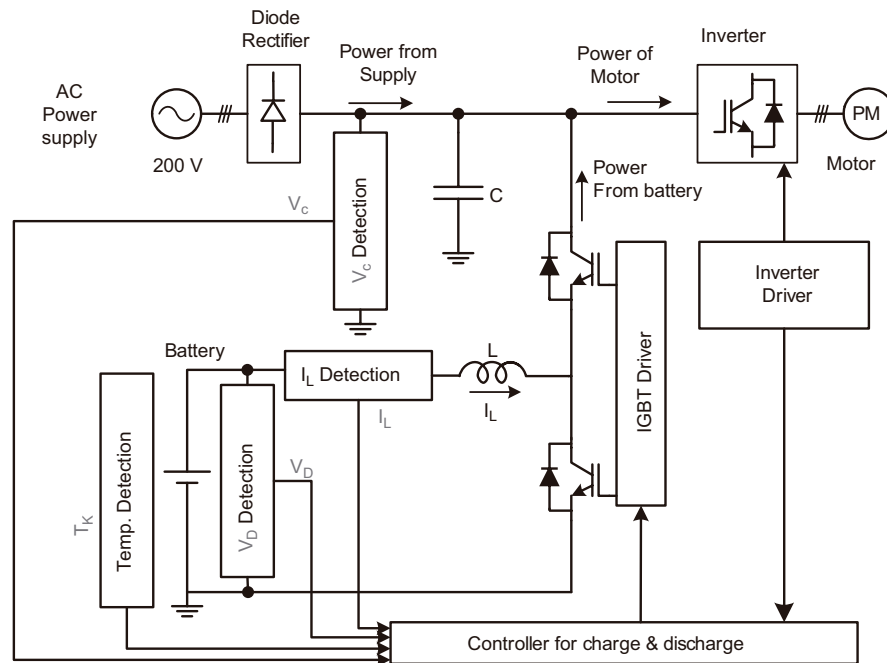 Diode
Rectifier
Power from
Supply
Power of
Motor
Inverter
AC
Power
supply
200 V
PM
Motor
Power
From battery
V_c
V_c Detection
C
Inverter
Driver
Battery
I_L Detection
L
I_L
I_L
IGBT Driver
T_K
Temp. Detection
V_D Detection
V_D
Controller for charge & discharge